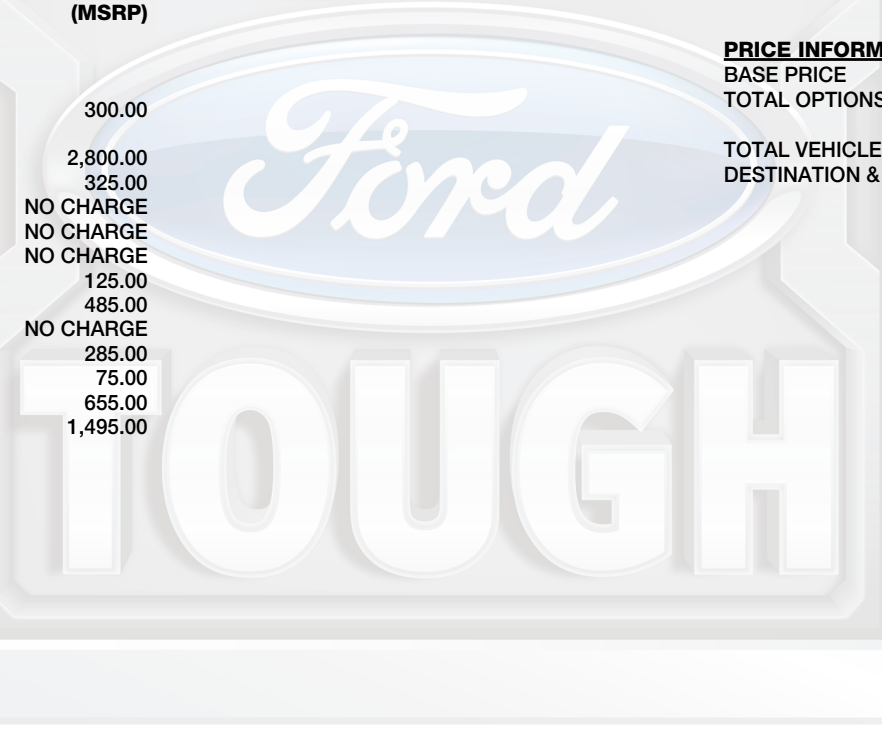 (MSRP)
300.00
2,800.00
325.00
NO CHARGE
NO CHARGE
NO CHARGE
125.00
485.00
NO CHARGE
285.00
75.00
655.00
1,495.00
PRICE INFORM
BASE PRICE
TOTAL OPTIONS
TOTAL VEHICLE
DESTINATION &
Ford
TOUGH